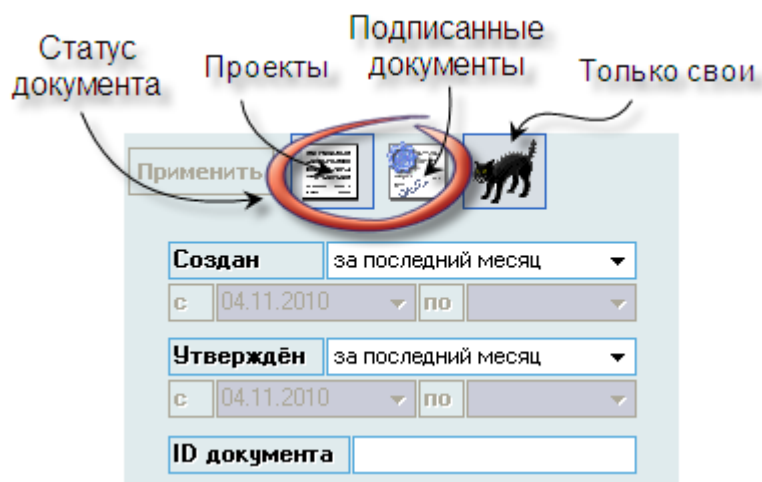 Статус
документа
Проекты
Подписанные
документы
Только свои
Применить
Создан за последний месяц
с 04.11.2010 по
Утверждён за последний месяц
с 04.11.2010 по
ID документа